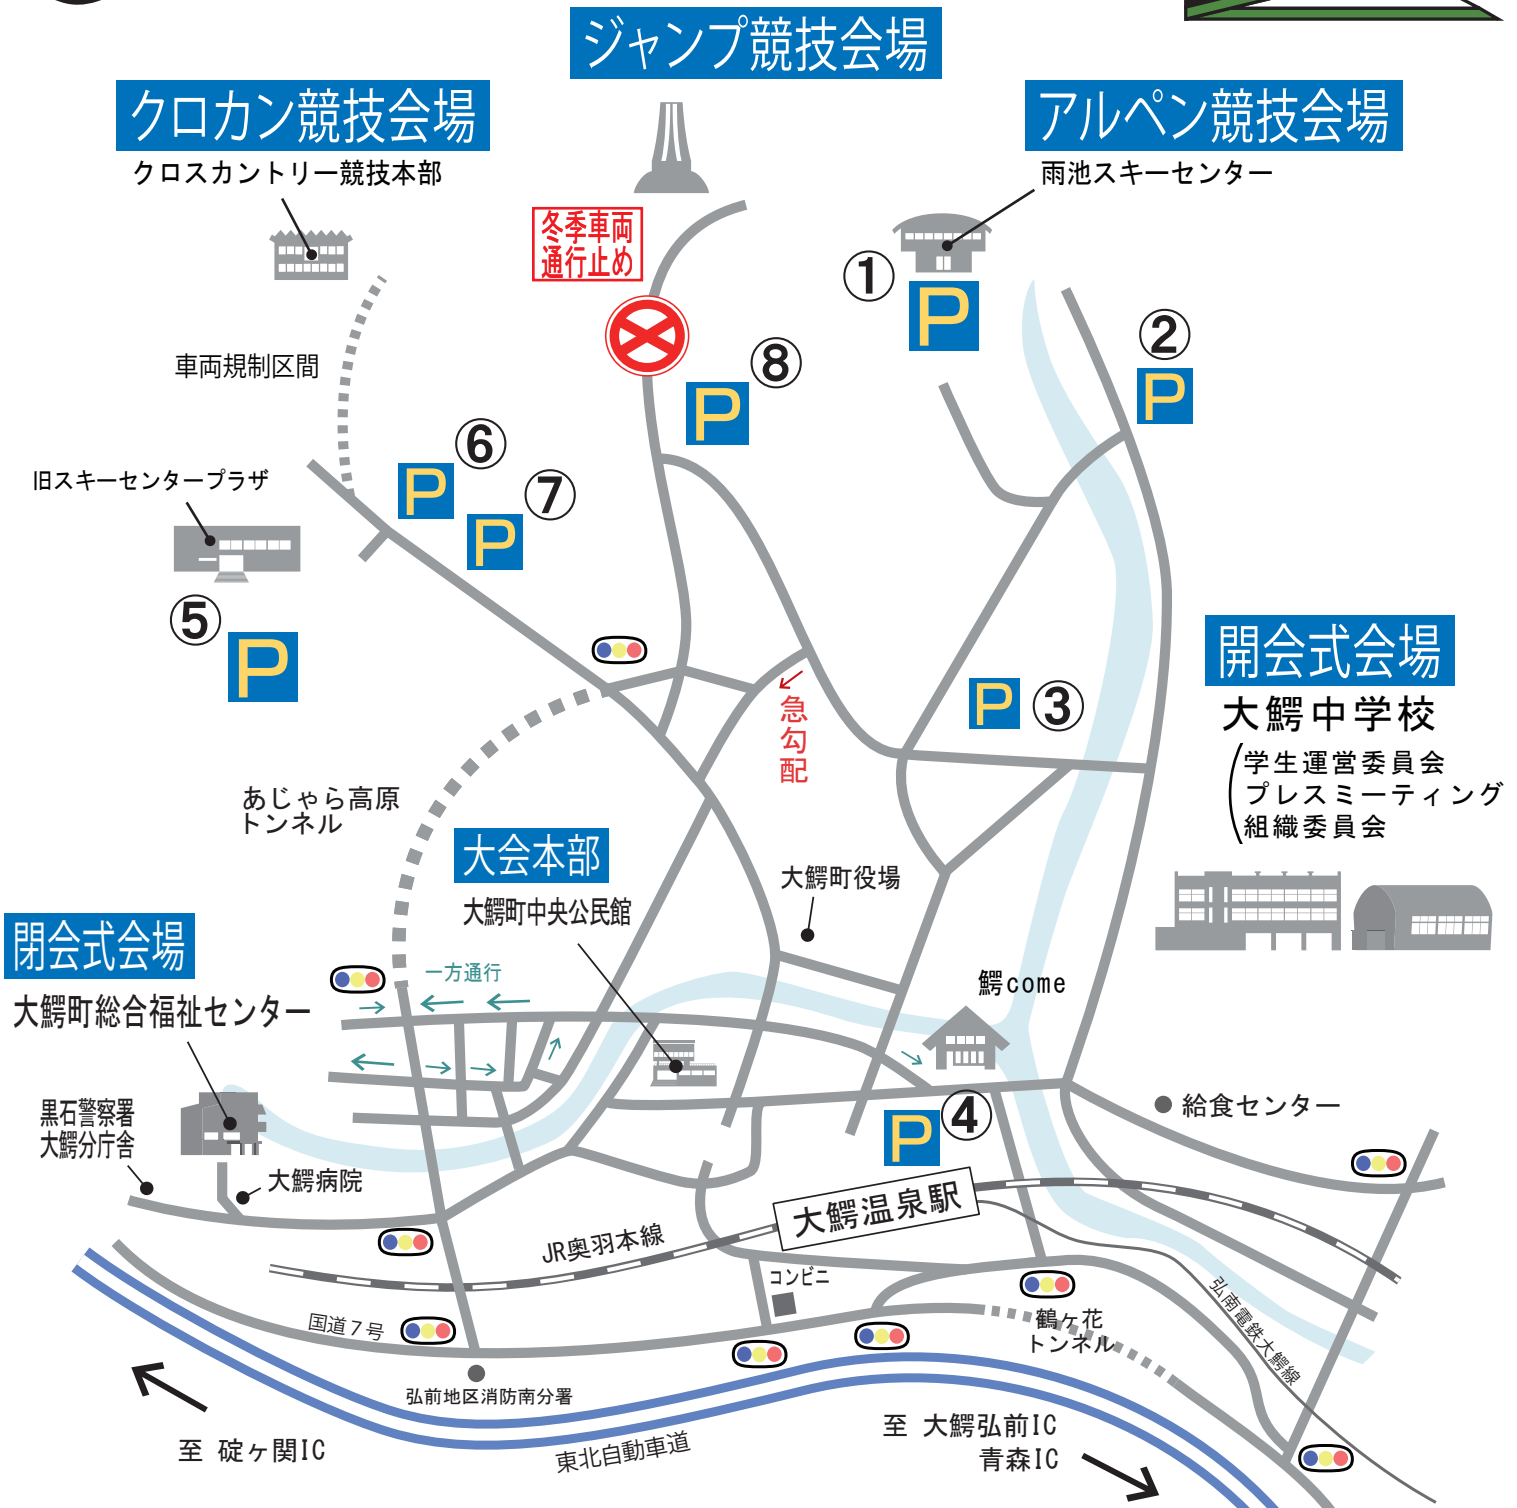 ジャンプ競技会場
クロカン競技会場
クロスカントリー競技本部
アルペン競技会場
雨池スキーセンター
冬季車両
通行止め
①
P
②
P
⑧
P
車両規制区間
⑥
P
⑦
P
旧スキーセンタープラザ
⑤
P
開会式会場
大鰐中学校
学生運営委員会
プレスミーティング
組織委員会
P
③
急勾配
あじゃら高原
トンネル
大会本部
大鰐町中央公民館
大鰐町役場
閉会式会場
大鰐町総合福祉センター
一方通行
鰐come
黒石警察署
大鰐分庁舎
大鰐病院
④
P
給食センター
大鰐温泉駅
JR奥羽本線
コンビニ
国道7号
鶴ヶ花
トンネル
弘南電鉄大鰐線
弘前地区消防南分署
至 碇ヶ関IC
東北自動車道
至 大鰐弘前IC
青森IC